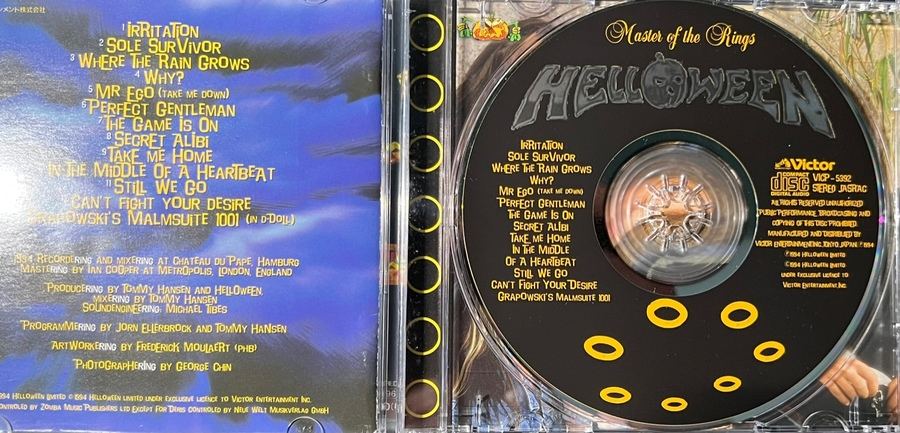 ンメント株式会社
1 Irritation
2 Sole Survivor
3 Where The Rain Grows
4 Why?
5 Mr Ego (Take Me Down)
6 Perfect Gentleman
7 The Game Is On
8 Secret Alibi
9 Take Me Home
In The Middle Of A Heartbeat
11 Still We Go
Can't Fight Your Desire
Grapowski's Malmsuite 1001 (In D-Doll)
1994 Recordering and mixering at Chateau du Pape, Hamburg
Mastering by Ian Cooper at Metropolis, London, England
Producering by Tommy Hansen and Helloween,
mixering by Tommy Hansen
Soundengineering: Michael Tibes
Programmering by Jorn Ellerbrock and Tommy Hansen
Artworkering by Frederick Moulaert (PHB)
Photographering by George Chin
1994 Helloween Limited © 1994 Helloween Limited under exclusive licence to Victor Entertainment Inc.
Controled by Zomba Music Publishers Ltd Except for Deris controled by Neue Welt Musikverlag GmbH
Master of the Rings
HELLOWEEN
Irritation
Sole Survivor
Where The Rain Grows
Why?
Mr Ego (Take Me Down)
Perfect Gentleman
The Game Is On
Secret Alibi
Take Me Home
In The Middle
Of A Heartbeat
Still We Go
Can't Fight Your Desire
Grapowski's Malmsuite 1001
Victor
COMPACT
disc
DIGITAL AUDIO
VICP-5392
STEREO JASRAC
All rights reserved unauthorized
public performance, broadcasting and
copying of this disc prohibited.
Manufactured and distributed by
Victor Entertainment Inc. Tokyo, Japan ℗ 1994
℗ 1994 Helloween Limited
© 1994 Helloween Limited
under exclusive licence to
Victor Entertainment, Inc.